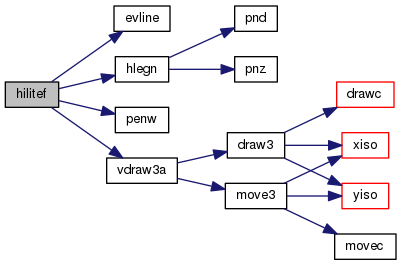 evline
pnd
hlegn
pnz
hilitef
drawc
penw
draw3
xiso
vdraw3a
move3
yiso
movec